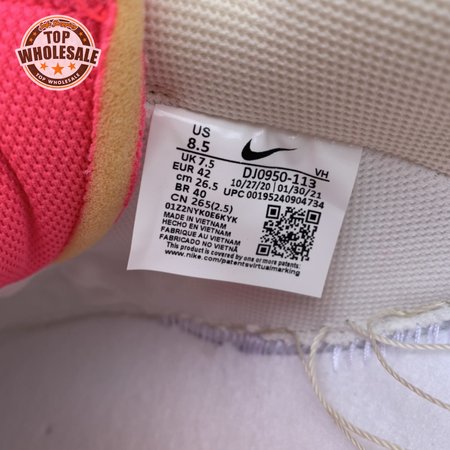 TOP
WHOLESALE
TOP WHOLESALE
US
8.5
UK 7.5
EUR 42
cm 26.5
BR 40
CN 265(2.5)
DJ0950-113
VH
10/27/20 // 01/30/21
UPC 00195240904734
0122NYK0E6KYK
MADE IN VIETNAM
HECHO EN VIETNAM
FABRIQUE AU VIETNAM
FABRICADO NO VIETNÃ
This product is covered by one or more patents:
www.nike.com/patentsvirtualmarking